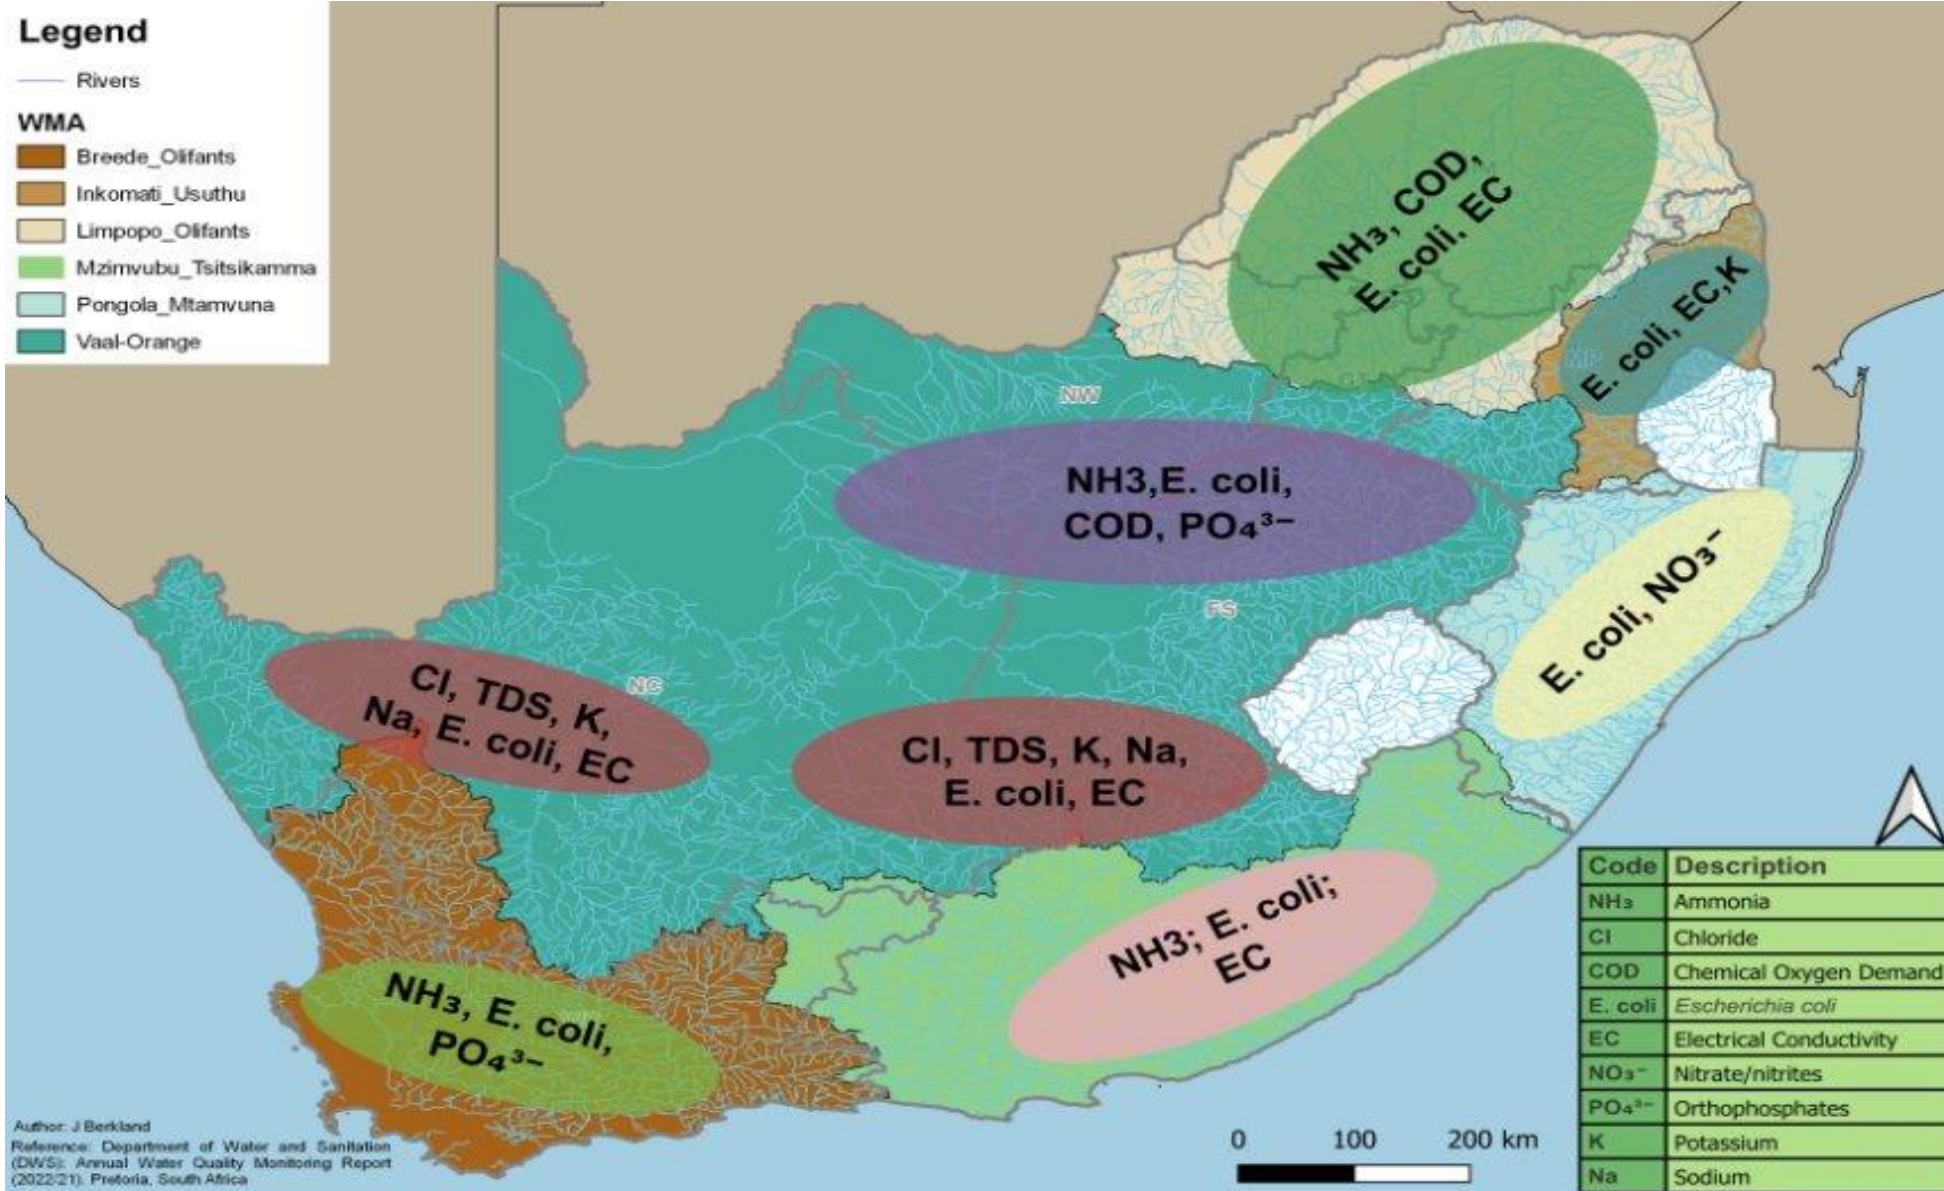 Legend
Rivers
WMA
Breede_Olifants
Inkomati_Usuthu
Limpopo_Olifants
Mzimvubu_Tsitsikamma
Pongola_Mtamvuna
Vaal-Orange
NH₃, COD,
E. coli. EC
E. coli, EC,K
NW
NH3,E. coli,
COD, PO₄³⁻
FS
E. coli, NO₃⁻
NC
Cl, TDS, K,
Na, E. coli, EC
Cl, TDS, K, Na,
E. coli, EC
NH3; E. coli;
EC
NH₃, E. coli,
PO₄³⁻
Code Description
NH₃ Ammonia
Cl Chloride
COD Chemical Oxygen Demand
E. coli Escherichia coli
EC Electrical Conductivity
NO₃⁻ Nitrate/nitrites
PO₄³⁻ Orthophosphates
K Potassium
Na Sodium
0 100 200 km
Author: J Berkland
Reference: Department of Water and Sanitation
(DWS): Annual Water Quality Monitoring Report
(2022/21). Pretoria, South Africa